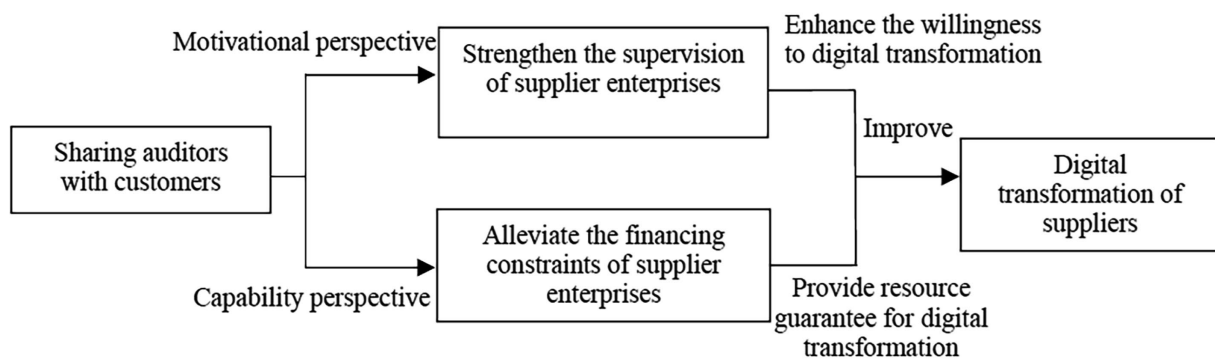 Motivational perspective
Strengthen the supervision
of supplier enterprises
Enhance the willingness
to digital transformation
Sharing auditors
with customers
Improve
Digital
transformation of
suppliers
Capability perspective
Alleviate the financing
constraints of supplier
enterprises
Provide resource
guarantee for digital
transformation